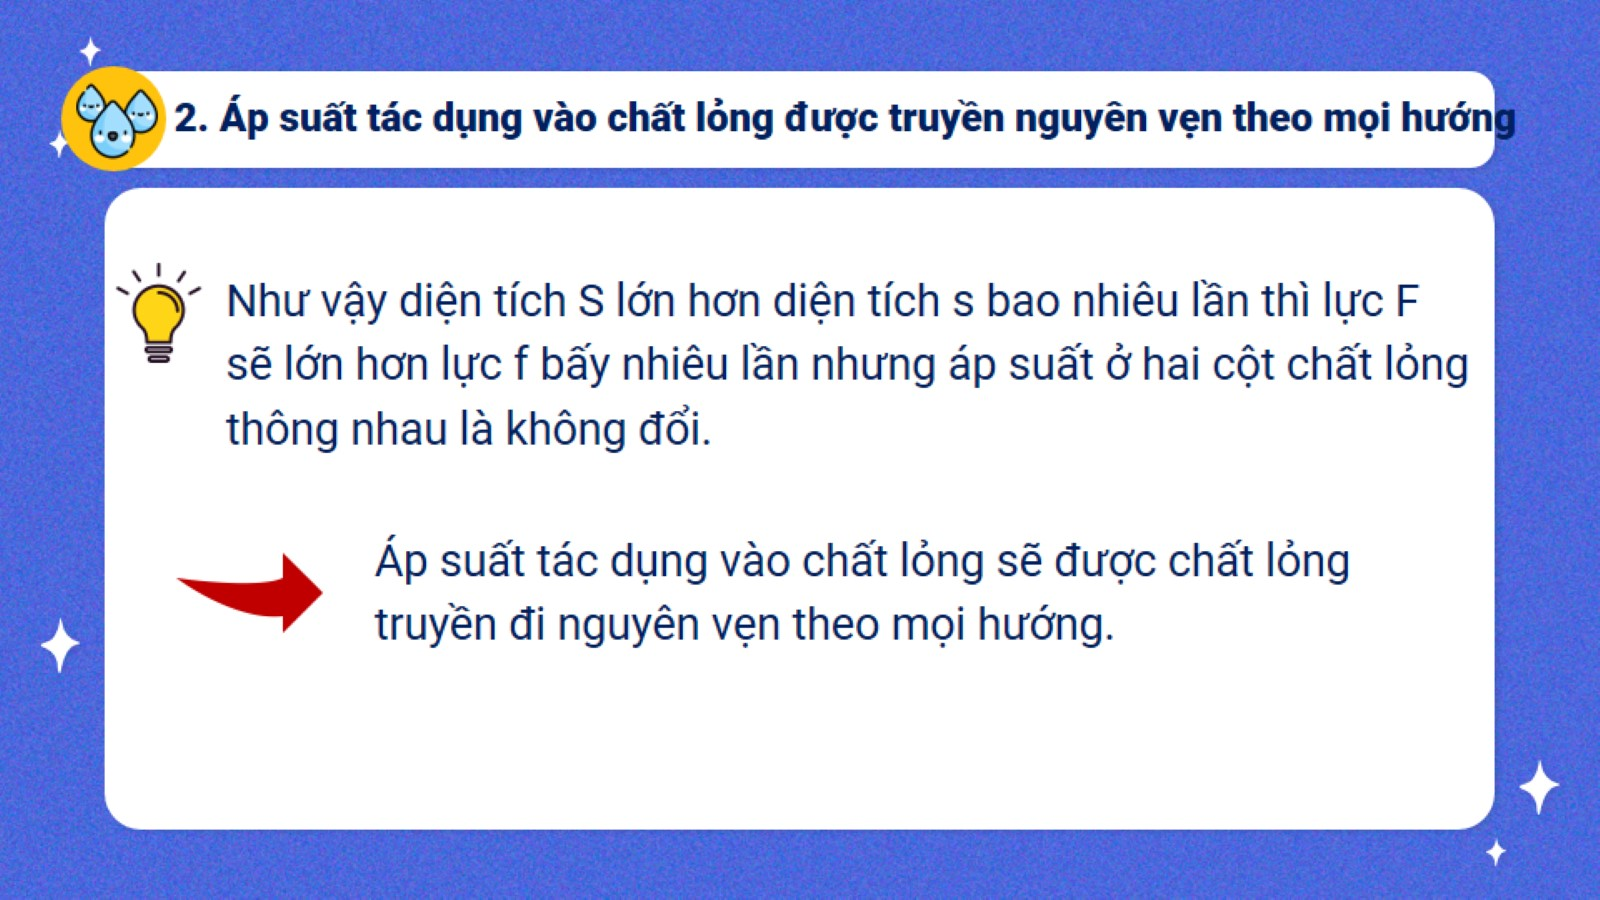 2. Áp suất tác dụng vào chất lỏng được truyền nguyên vẹn theo mọi hướng
Như vậy diện tích S lớn hơn diện tích s bao nhiêu lần thì lực F
sẽ lớn hơn lực f bấy nhiêu lần nhưng áp suất ở hai cột chất lỏng
thông nhau là không đổi.
Áp suất tác dụng vào chất lỏng sẽ được chất lỏng
truyền đi nguyên vẹn theo mọi hướng.